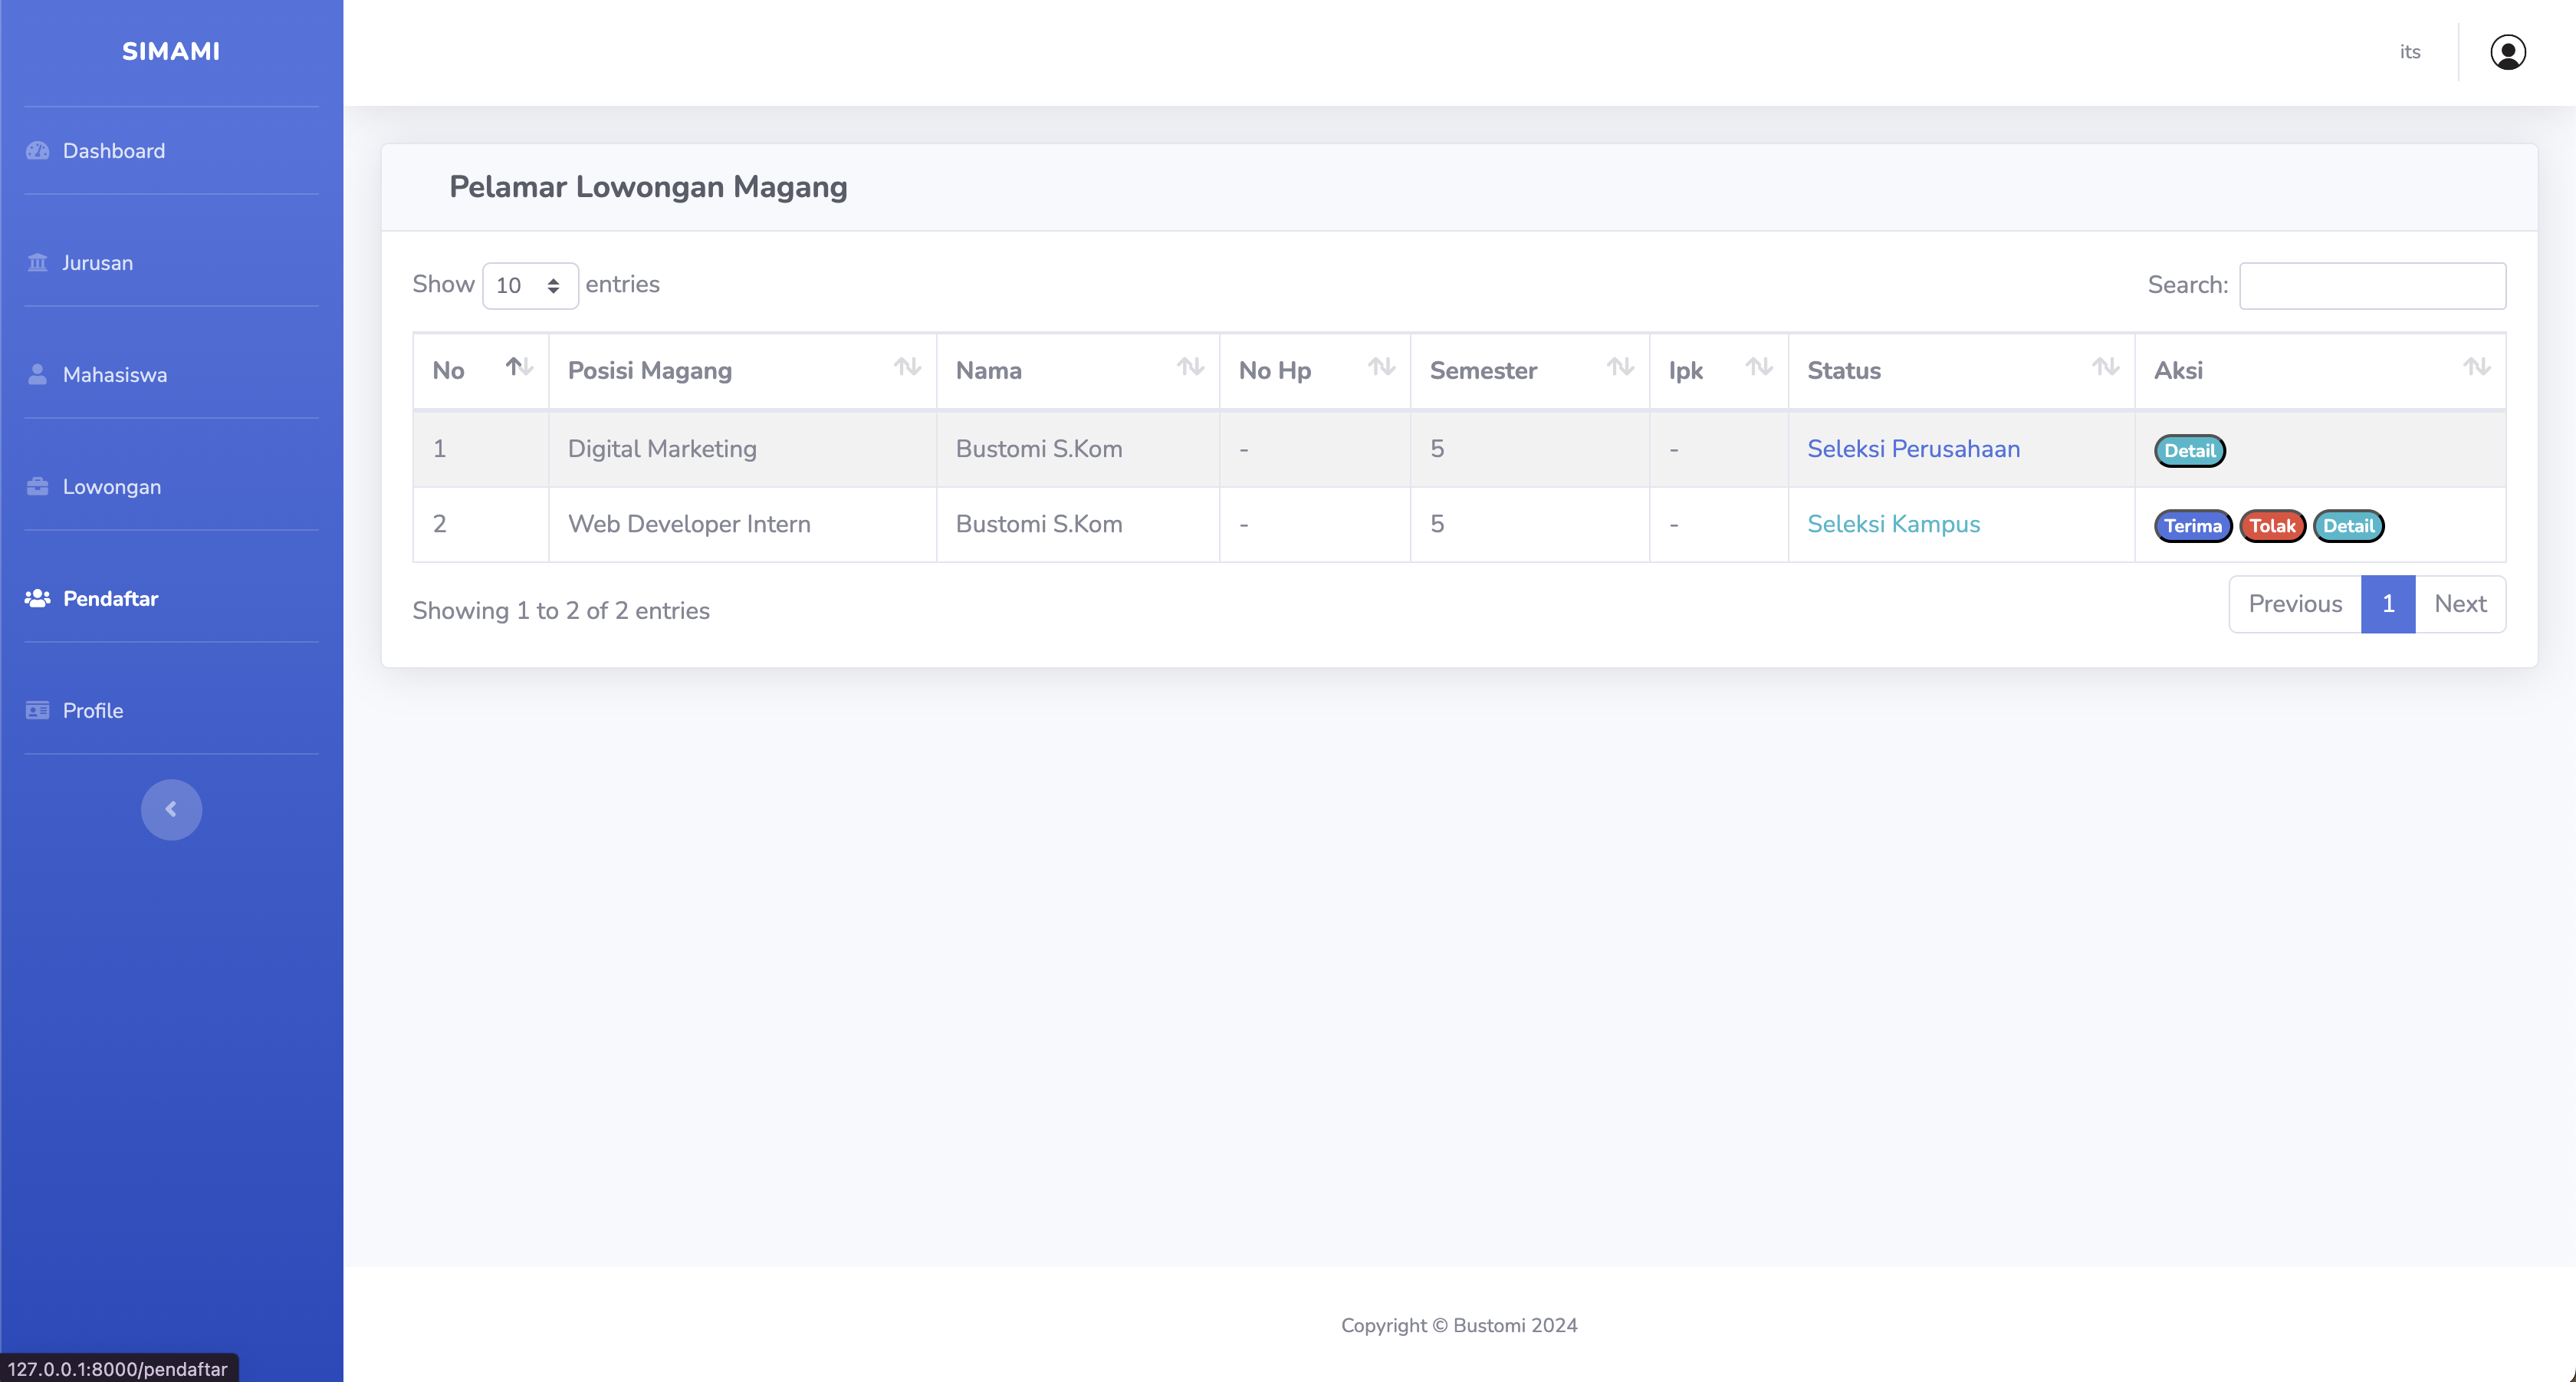 SIMAMI
its
Dashboard
Jurusan
Mahasiswa
Lowongan
Pendaftar
Profile
Pelamar Lowongan Magang
Show 10 entries
Search:
No Posisi Magang Nama No Hp Semester Ipk Status Aksi
1 Digital Marketing Bustomi S.Kom - 5 - Seleksi Perusahaan Detail
2 Web Developer Intern Bustomi S.Kom - 5 - Seleksi Kampus Terima Tolak Detail
Showing 1 to 2 of 2 entries
Previous 1 Next
Copyright © Bustomi 2024
127.0.0.1:8000/pendaftar